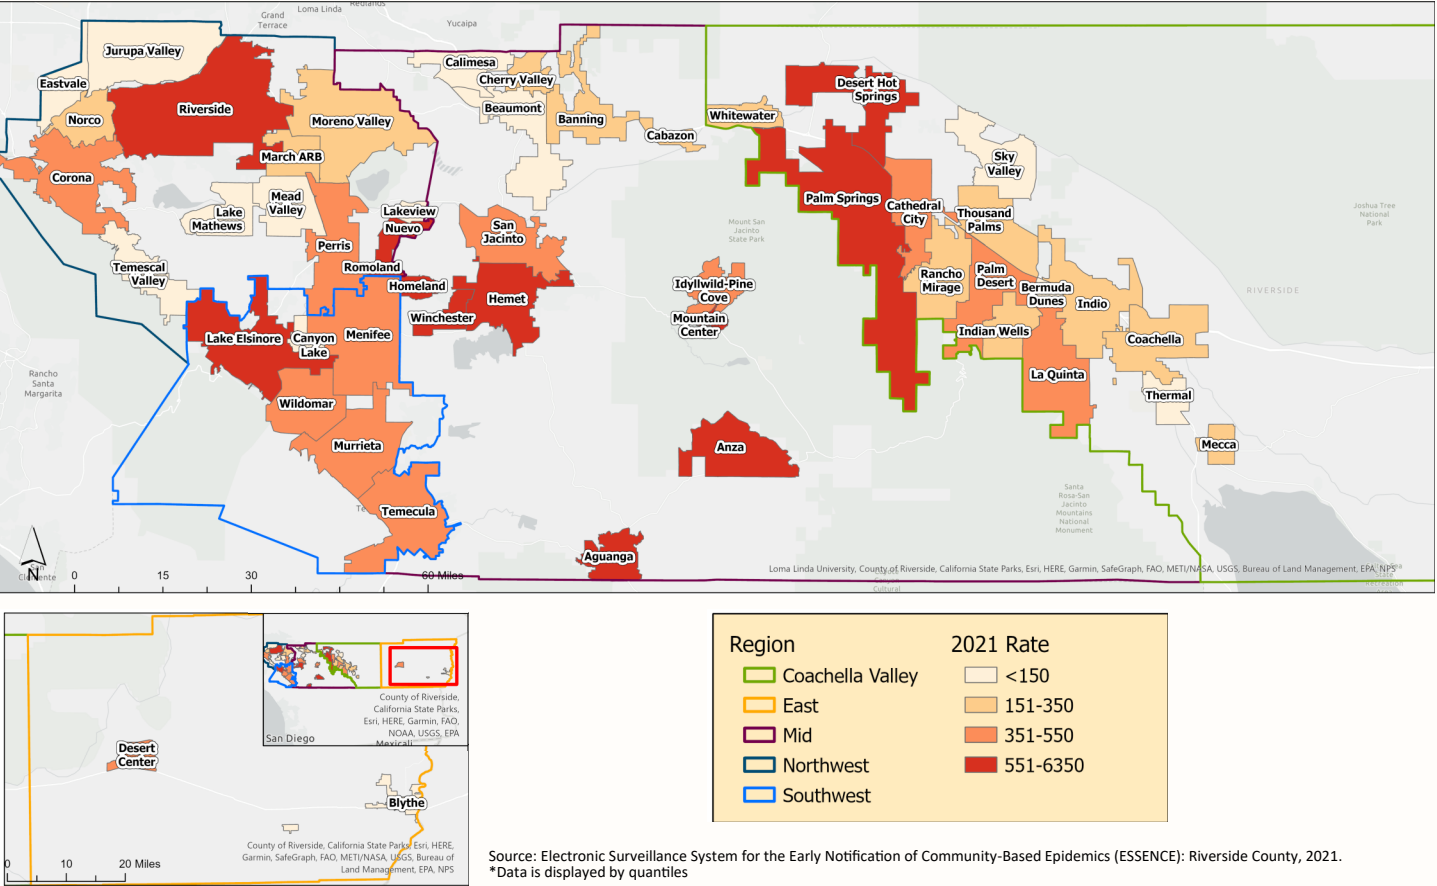 Grand
Terrace
Loma Linda
Redlands
Yucaipa
Jurupa Valley
Eastvale
Norco
Riverside
Moreno Valley
March ARB
Corona
Lake
Mathews
Mead
Valley
Perris
Temescal
Valley
Lakeview
Nuevo
Romoland
Homeland
Winchester
San
Jacinto
Hemet
Lake Elsinore
Canyon
Lake
Menifee
Wildomar
Murrieta
Te
Temecula
Rancho
Santa
Margarita
Calimesa
Cherry Valley
Beaumont
Banning
Cabazon
Whitewater
Desert Hot
Springs
Palm Springs
Cathedral
City
Sky
Valley
Thousand
Palms
Rancho
Mirage
Palm
Desert
Bermuda
Dunes
Indio
Indian Wells
Coachella
La Quinta
Thermal
Mecca
Mount San
Jacinto
State Park
Idyllwild-Pine
Cove
Mountain
Center
Anza
Aguanga
Joshua Tree
National
Park
RIVERSIDE
Santa
Rosa-San
Jacinto
Mountains
National
Monument
N
San
Clemente
0 15 30 60 Miles
Loma Linda University, County of Riverside, California State Parks, Esri, HERE, Garmin, SafeGraph, FAO, METI/NASA, USGS, Bureau of Land Management, EPA, NPS
Cultural
State
Recreation
Desert
Center
Blythe
San Diego
Mexicali
County of Riverside,
California State Parks,
Esri, HERE, Garmin, FAO,
NOAA, USGS, EPA
County of Riverside, California State Parks, Esri, HERE,
Garmin, SafeGraph, FAO, METI/NASA, USGS, Bureau of
Land Management, EPA, NPS
0 10 20 Miles
Region
Coachella Valley
East
Mid
Northwest
Southwest
2021 Rate
<150
151-350
351-550
551-6350
Source: Electronic Surveillance System for the Early Notification of Community-Based Epidemics (ESSENCE): Riverside County, 2021.
*Data is displayed by quantiles